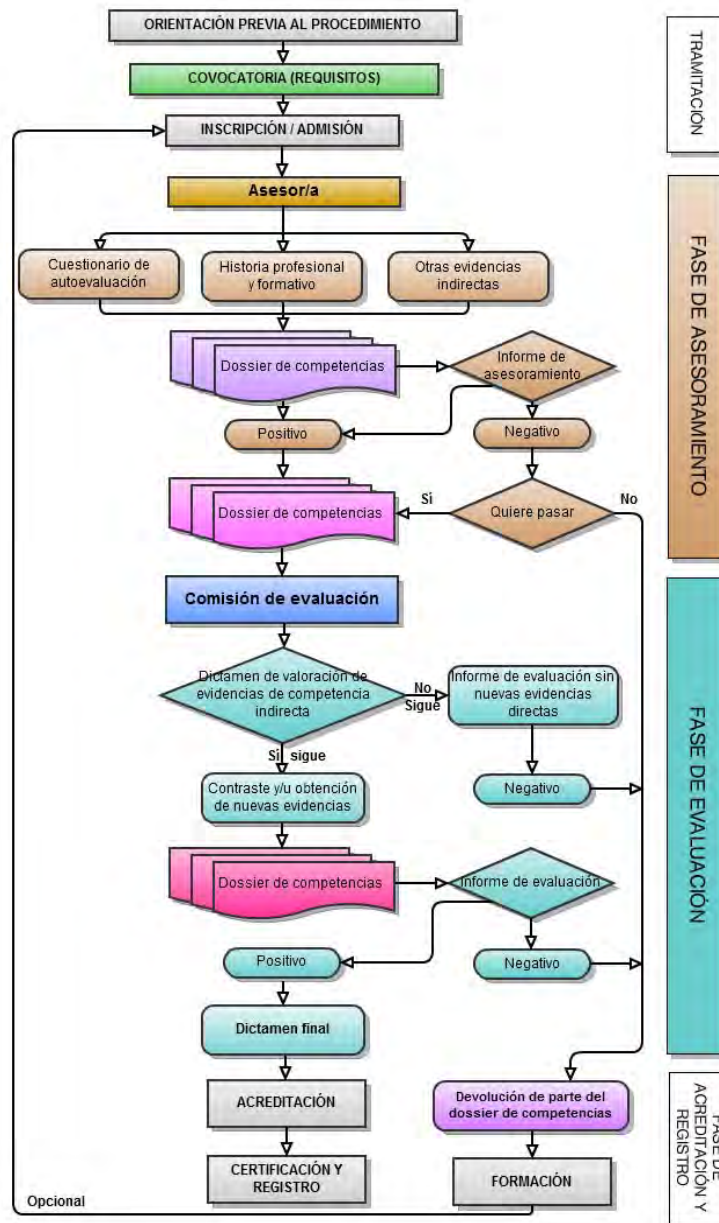 ORIENTACIÓN PREVIA AL PROCEDIMIENTO
COVOCATORIA (REQUISITOS)
INSCRIPCIÓN / ADMISIÓN
Asesor/a
Cuestionario de
autoevaluación
Historia profesional
y formativo
Otras evidencias
indirectas
Dossier de competencias
Informe de
asesoramiento
Positivo
Negativo
Dossier de competencias
Sì
Quiere pasar
No
Comisión de evaluación
Dictamen de valoración de
evidencias de competencia
indirecta
No
Sigue
Informe de evaluación sin
nuevas evidencias
directas
Sì sigue
Contraste y/u obtención
de nuevas evidencias
Negativo
Dossier de competencias
Informe de evaluación
Positivo
Negativo
Dictamen final
ACREDITACIÓN
Devolución de parte del
dossier de competencias
CERTIFICACIÓN Y
REGISTRO
FORMACIÓN
Opcional
TRAMITACIÓN
FASE DE ASESORAMIENTO
FASE DE EVALUACIÓN
FASE DE
ACREDITACIÓN Y
REGISTRO